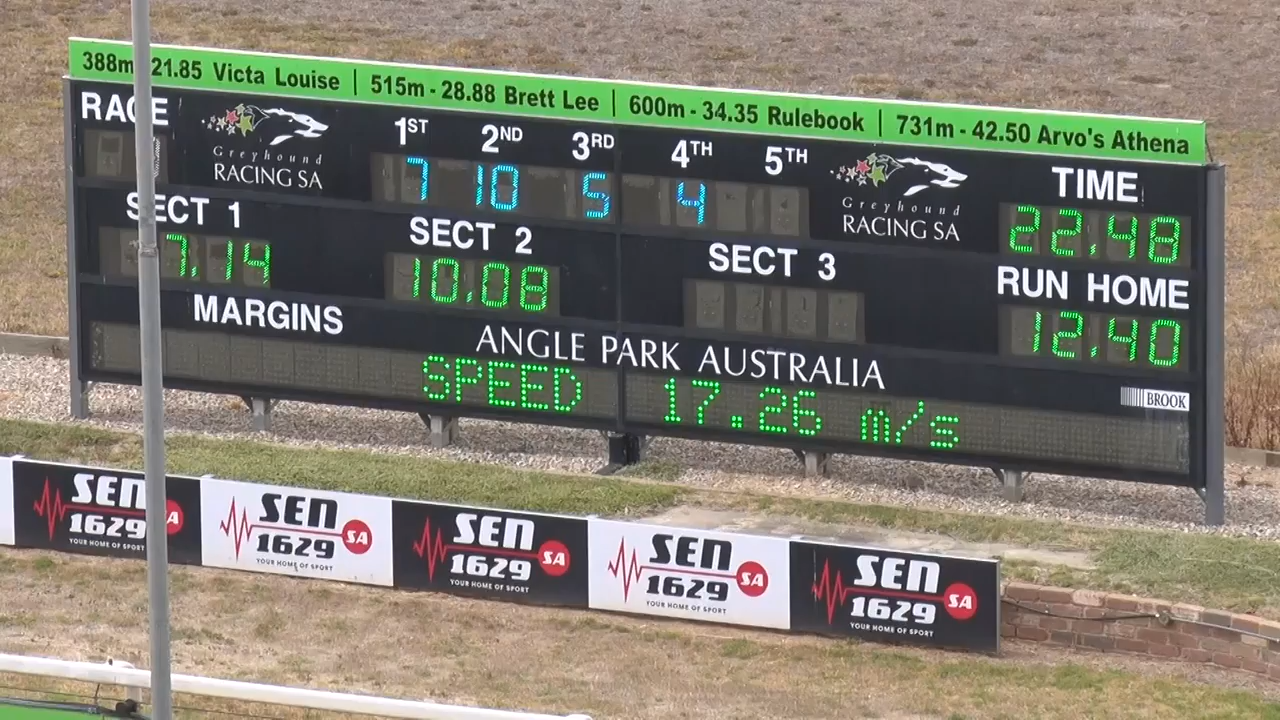 388m 21.85 Victa Louise | 515m - 28.88 Brett Lee | 600m - 34.35 Rulebook | 731m - 42.50 Arvo's Athena
RACE
Greyhound
RACING SA
1ST 2ND 3RD 4TH 5TH
7 10 5 4
Greyhound
RACING SA
TIME
22.48
SECT 1
7.14
SECT 2
10.08
SECT 3
RUN HOME
12.40
MARGINS
ANGLE PARK AUSTRALIA
SPEED 17.26 m/s
BROOK
SEN
1629 SA
YOUR HOME OF SPORT
SEN
1629 SA
YOUR HOME OF SPORT
SEN
1629 SA
YOUR HOME OF SPORT
SEN
1629 SA
YOUR HOME OF SPORT
SEN
1629 SA
YOUR HOME OF SPORT